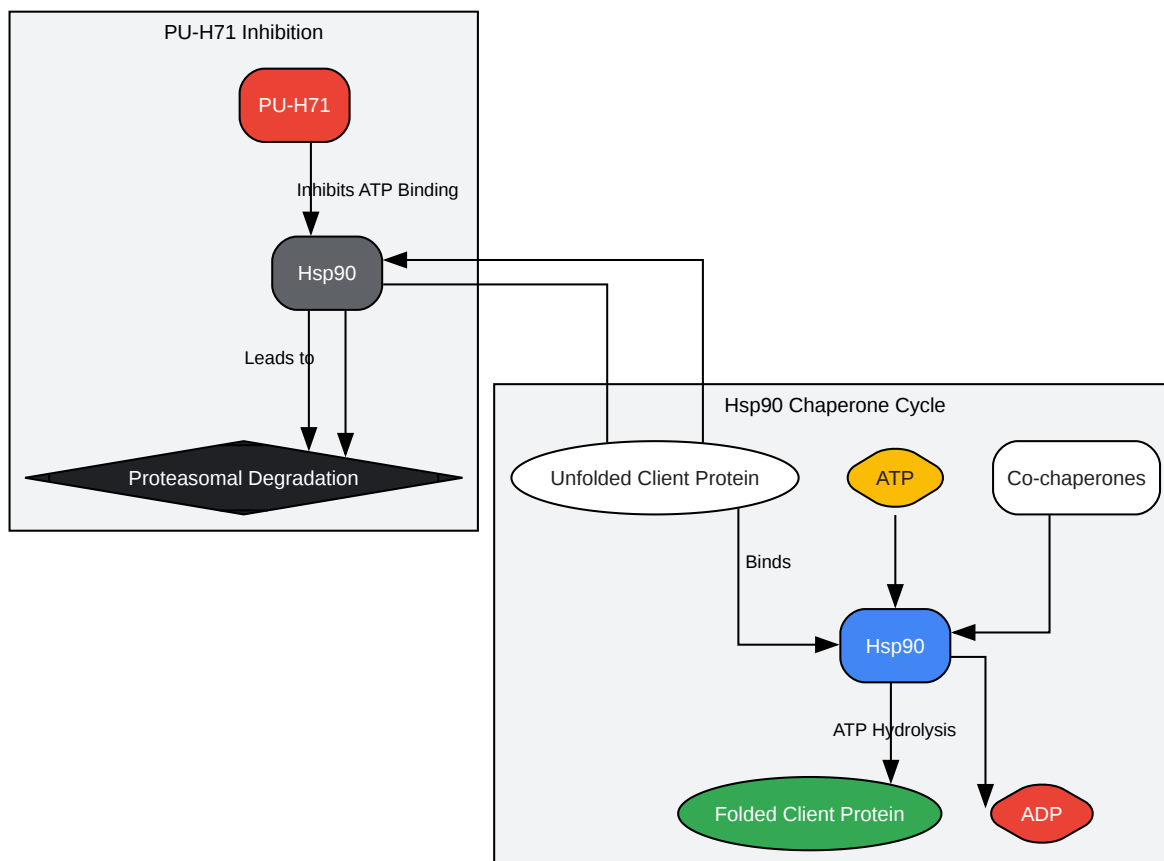 PU-H71 Inhibition
PU-H71
Inhibits ATP Binding
Hsp90
Leads to
Proteasomal Degradation
Hsp90 Chaperone Cycle
Unfolded Client Protein
ATP
Co-chaperones
Binds
Hsp90
ATP Hydrolysis
Folded Client Protein
ADP